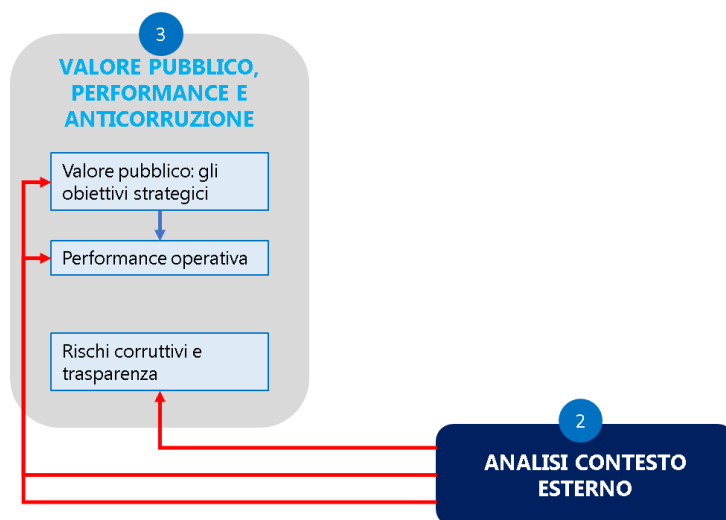 3
VALORE PUBBLICO,
PERFORMANCE E
ANTICORRUZIONE
Valore pubblico: gli
obiettivi strategici
Performance operativa
Rischi corruttivi e
trasparenza
2
ANALISI CONTESTO
ESTERNO